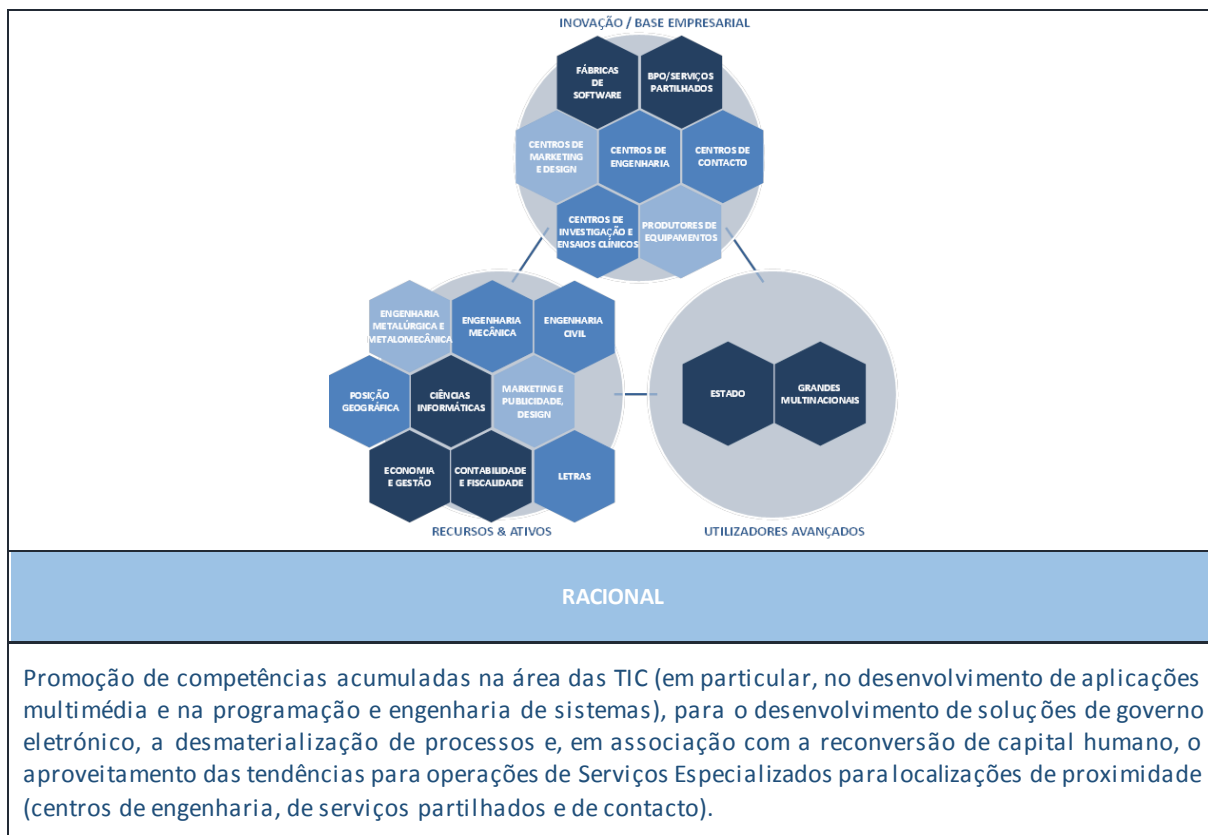 INOVAÇÃO / BASE EMPRESARIAL
FÁBRICAS
DE
SOFTWARE
BPO/SERVIÇOS
PARTILHADOS
CENTROS DE
MARKETING
E DESIGN
CENTROS DE
ENGENHARIA
CENTROS DE
CONTACTO
CENTROS DE
INVESTIGAÇÃO E
ENSAIOS CLÍNICOS
PRODUTORES DE
EQUIPAMENTOS
ENGENHARIA
METALÚRGICA E
METALOMECÂNICA
ENGENHARIA
MECÂNICA
ENGENHARIA
CIVIL
POSIÇÃO
GEOGRÁFICA
CIÊNCIAS
INFORMÁTICAS
MARKETING E
PUBLICIDADE,
DESIGN
ECONOMIA
E GESTÃO
CONTABILIDADE
E FISCALIDADE
LETRAS
RECURSOS & ATIVOS
ESTADO
GRANDES
MULTINACIONAIS
UTILIZADORES AVANÇADOS
RACIONAL
Promoção de competências acumuladas na área das TIC (em particular, no desenvolvimento de aplicações
multimédia e na programação e engenharia de sistemas), para o desenvolvimento de soluções de governo
eletrónico, a desmaterialização de processos e, em associação com a reconversão de capital humano, o
aproveitamento das tendências para operações de Serviços Especializados para localizações de proximidade
(centros de engenharia, de serviços partilhados e de contacto).